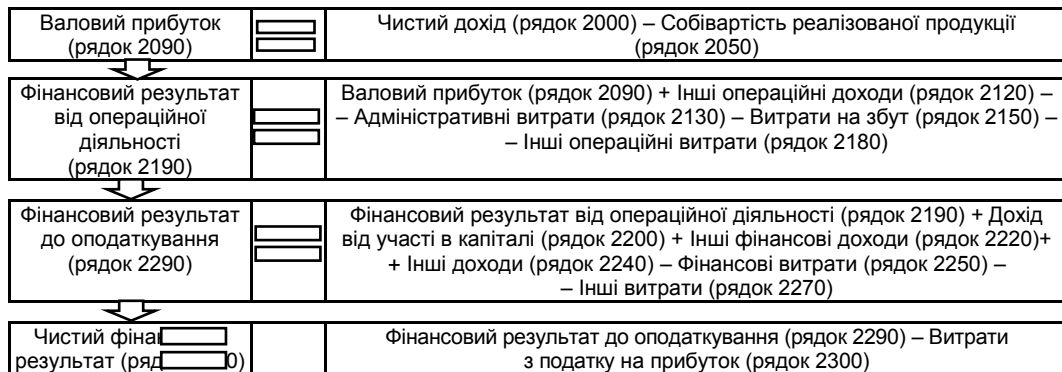 Валовий прибуток
(рядок 2090)
Чистий дохід (рядок 2000) – Собівартість реалізованої продукції
(рядок 2050)
Фінансовий результат
від операційної
діяльності
(рядок 2190)
Валовий прибуток (рядок 2090) + Інші операційні доходи (рядок 2120) –
– Адміністративні витрати (рядок 2130) – Витрати на збут (рядок 2150) –
– Інші операційні витрати (рядок 2180)
Фінансовий результат
до оподаткування
(рядок 2290)
Фінансовий результат від операційної діяльності (рядок 2190) + Дохід
від участі в капіталі (рядок 2200) + Інші фінансові доходи (рядок 2220)+
+ Інші доходи (рядок 2240) – Фінансові витрати (рядок 2250) –
– Інші витрати (рядок 2270)
Чистий
результат
Фінансовий результат до оподаткування (рядок 2290) – Витрати
з податку на прибуток (рядок 2300)